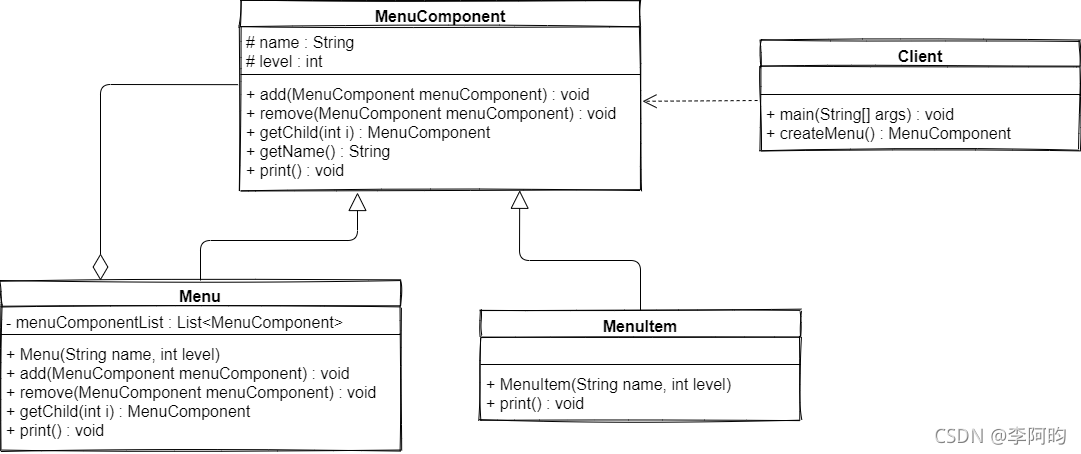 MenuComponent
# name : String
# level : int
+ add(MenuComponent menuComponent) : void
+ remove(MenuComponent menuComponent) : void
+ getChild(int i) : MenuComponent
+ getName() : String
+ print() : void
Client
+ main(String[] args) : void
+ createMenu() : MenuComponent
Menu
- menuComponentList : List<MenuComponent>
+ Menu(String name, int level)
+ add(MenuComponent menuComponent) : void
+ remove(MenuComponent menuComponent) : void
+ getChild(int i) : MenuComponent
+ print() : void
MenuItem
+ MenuItem(String name, int level)
+ print() : void
CSDN @李阿昀